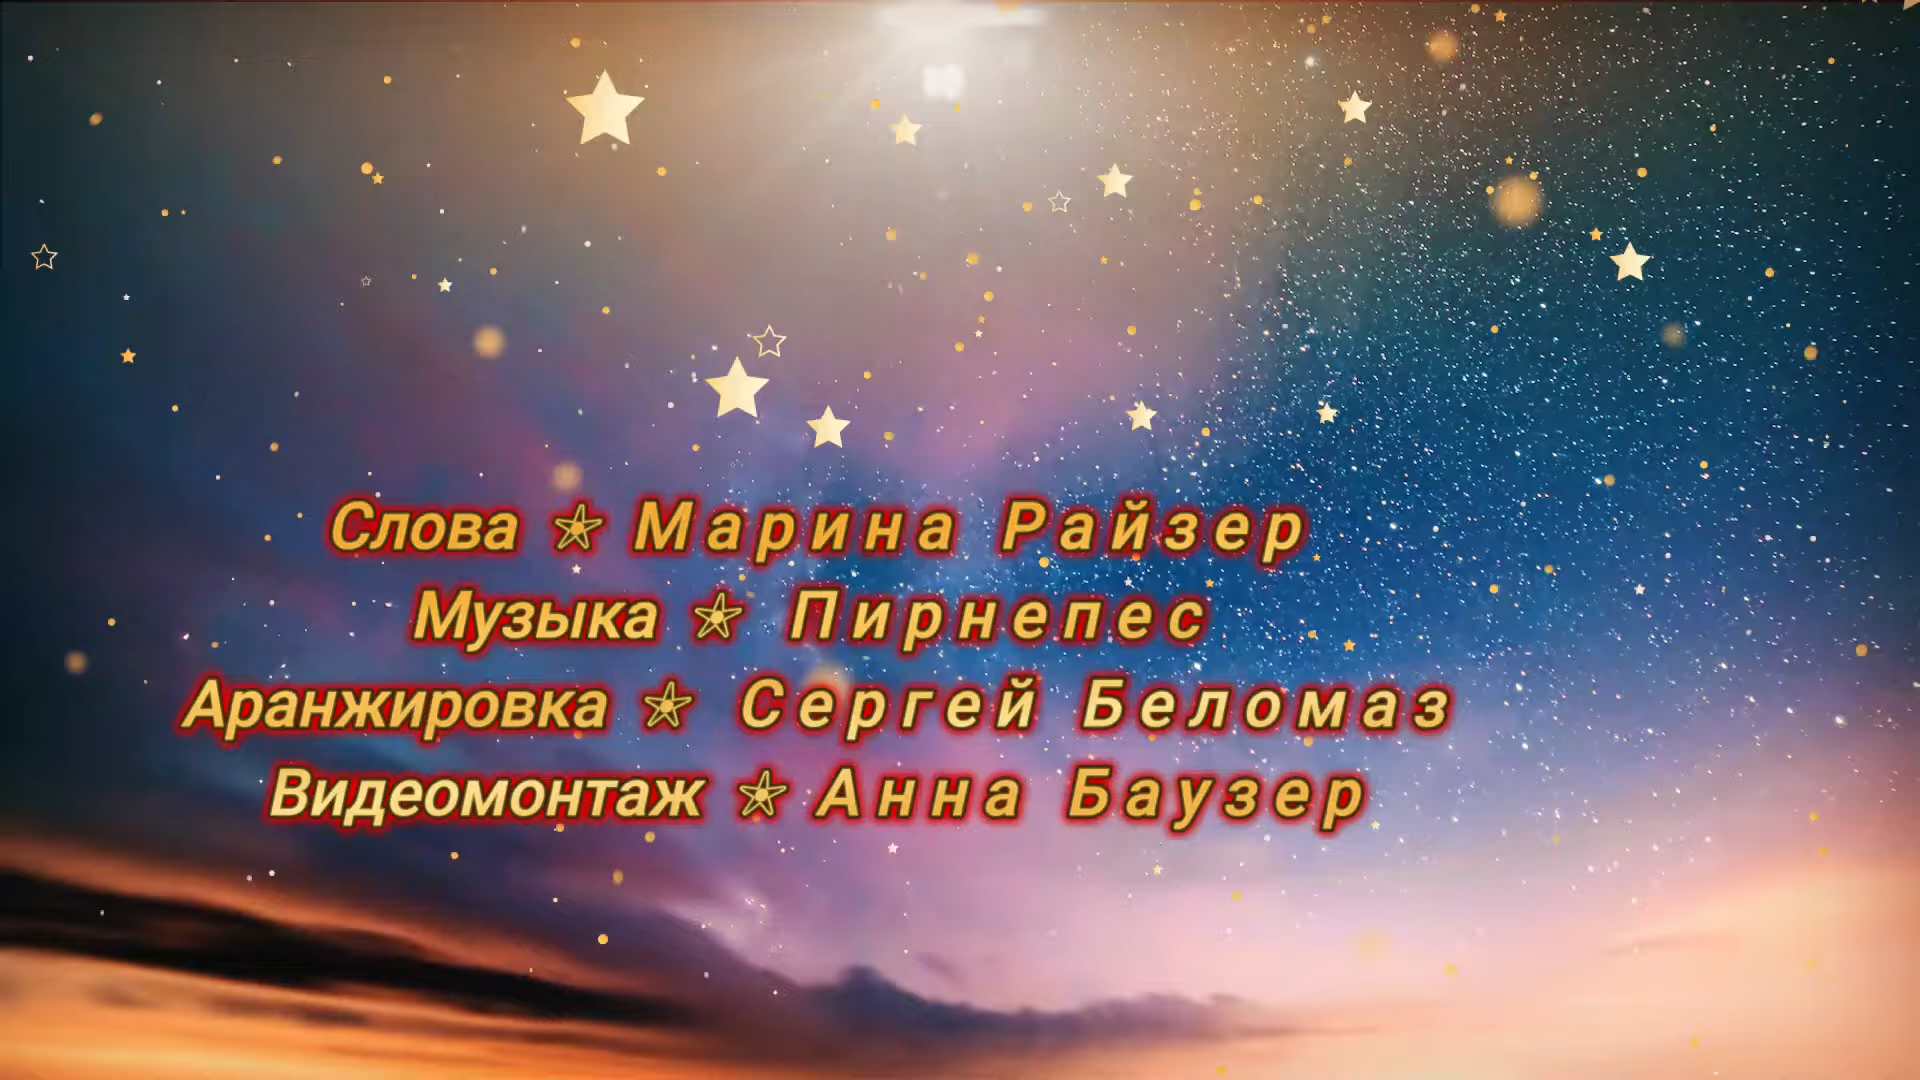 Слова ✯ Марина Райзер
Музыка ✯ Пирнепес
Аранжировка ✯ Сергей Беломаз
Видеомонтаж ✯ Анна Баузер